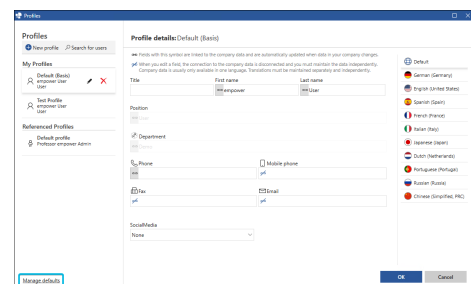 Profiles
Profiles
New profile
Search for users
My Profiles
Default (Basis)
empower User
User
Test Profile
empower User
User
Referenced Profiles
Default profile
Professor empower Admin
Manage defaults
Profile details: Default (Basis)
Fields with this symbol are linked to the company data and are automatically updated when data in your company changes.
When you edit a field, the connection to the company data is disconnected and you must maintain the data independently.
Company data is usually only available in one language. Translations must be maintained separately and independently.
Title
First name
Last name
empower
User
Position
User
Department
Phone
Mobile phone
Fax
Email
SocialMedia
None
Default
German (Germany)
English (United States)
Spanish (Spain)
French (France)
Italian (Italy)
Japanese (Japan)
Dutch (Netherlands)
Portuguese (Portugal)
Russian (Russia)
Chinese (Simplified, PRC)
OK
Cancel